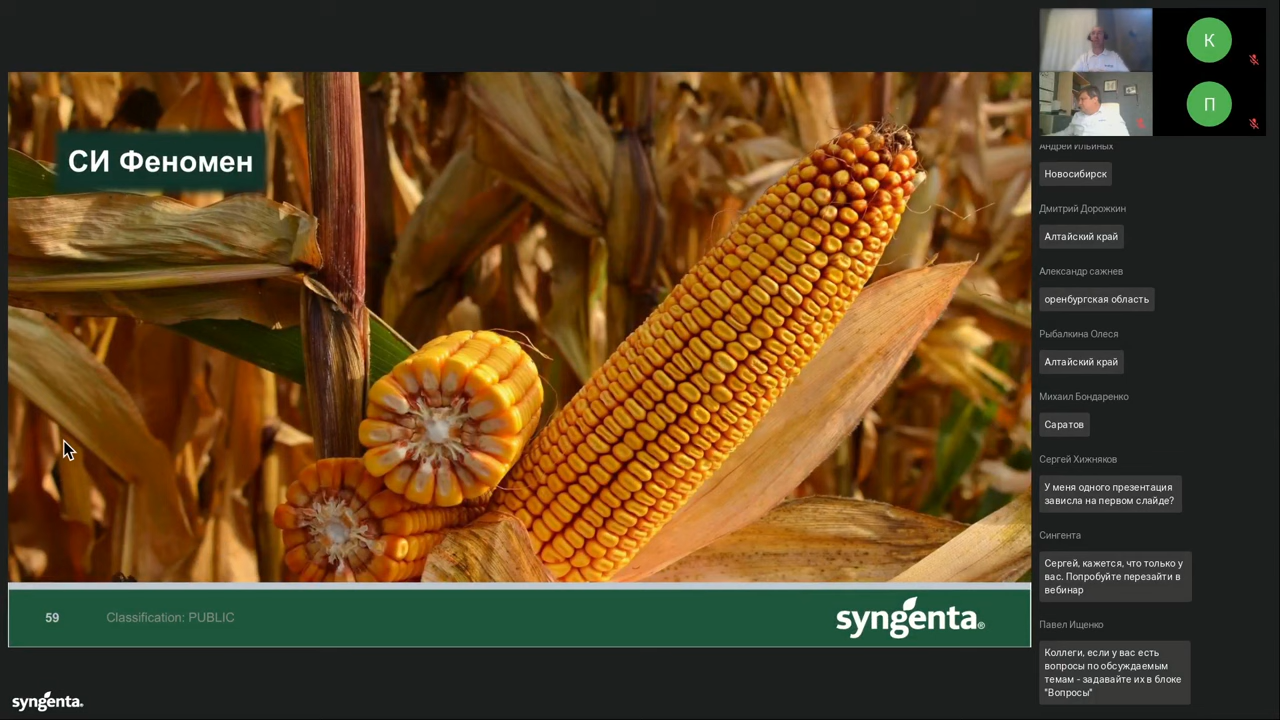 СИ Феномен
59
Classification: PUBLIC
syngenta®
syngenta.
К
П
Андрей Ильиных
Новосибирск
Дмитрий Дорожкин
Алтайский край
Александр сажнев
оренбургская область
Рыбалкина Олеся
Алтайский край
Михаил Бондаренко
Саратов
Сергей Хижняков
У меня одного презентация
зависла на первом слайде?
Сингента
Сергей, кажется, что только у
вас. Попробуйте перезайти в
вебинар
Павел Ищенко
Коллеги, если у вас есть
вопросы по обсуждаемым
темам - задавайте их в блоке
"Вопросы"